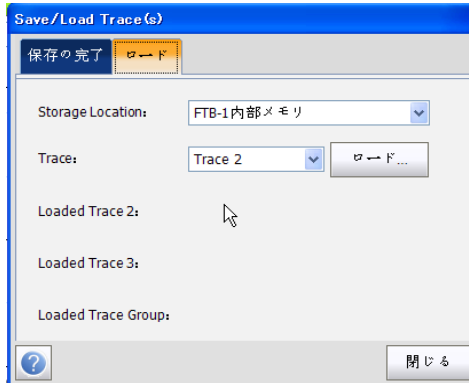 Save/Load Trace(s)
保存の完了 ロード
Storage Location: FTB-1内部メモリ
Trace: Trace 2 ロード...
Loaded Trace 2:
Loaded Trace 3:
Loaded Trace Group:
? 閉じる